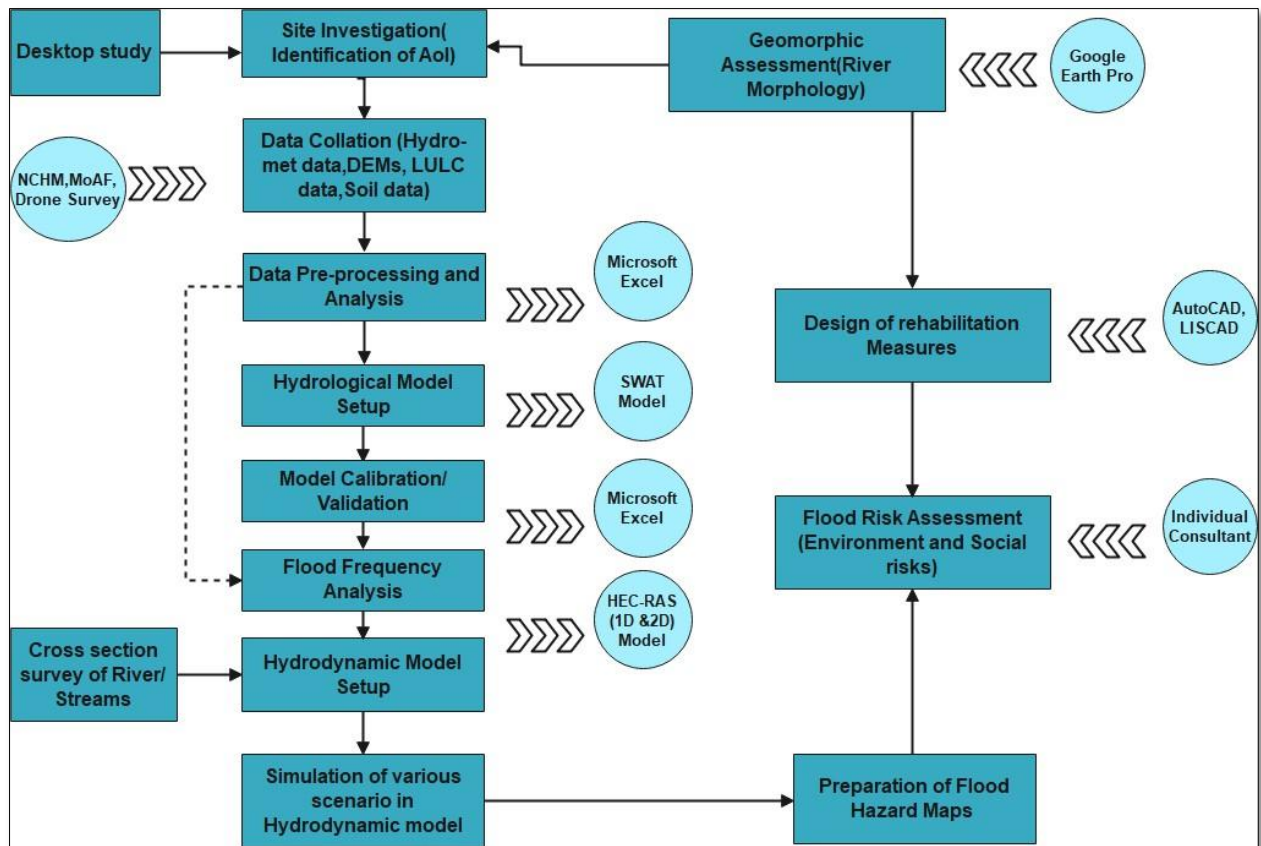 Desktop study
Site Investigation(
Identification of AoI)
Geomorphic
Assessment(River
Morphology)
Google
Earth Pro
Data Collation (Hydro-
met data,DEMs, LULC
data,Soil data)
NCHM,MoAF,
Drone Survey
Data Pre-processing and
Analysis
Microsoft
Excel
Design of rehabilitation
Measures
AutoCAD,
LISCAD
Hydrological Model
Setup
SWAT
Model
Model Calibration/
Validation
Microsoft
Excel
Flood Risk Assessment
(Environment and Social
risks)
Individual
Consultant
Flood Frequency
Analysis
HEC-RAS
(1D &2D)
Model
Cross section
survey of River/
Streams
Hydrodynamic Model
Setup
Simulation of various
scenario in
Hydrodynamic model
Preparation of Flood
Hazard Maps